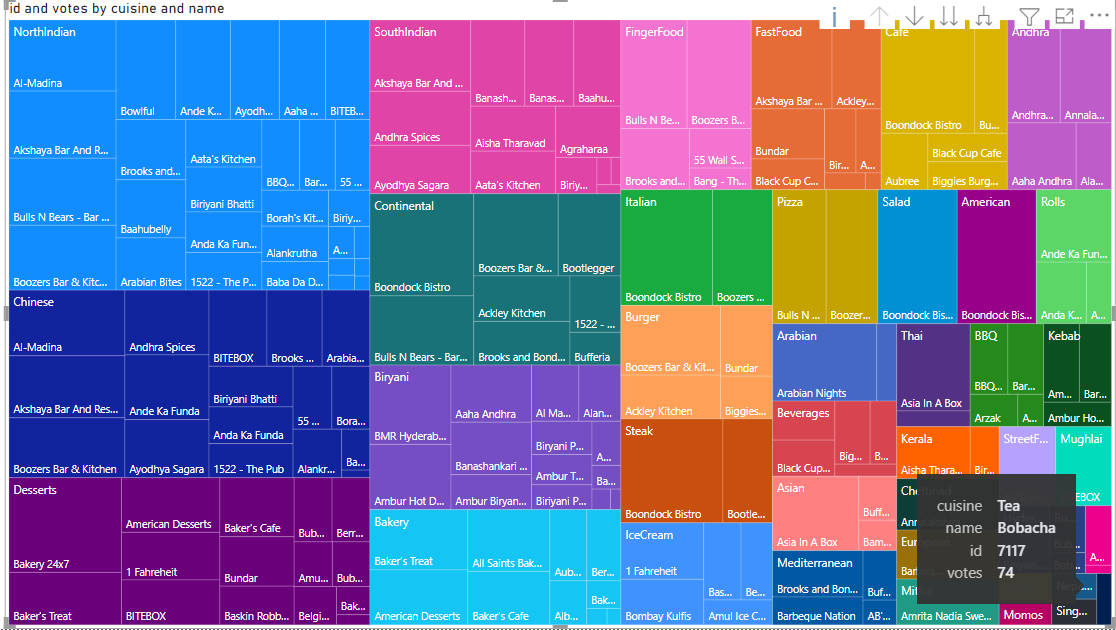 id and votes by cuisine and name
NorthIndian
Al-Madina
Akshaya Bar And R...
Bulls N Bears - Bar ...
Boozers Bar & Kitc...
Bowlful
Ande K...
Ayodh...
Aaha ...
BITEB...
Brooks and...
Aata's Kitchen
BBQ...
Bar...
55 ...
Baahubelly
Biriyani Bhatti
Borah's Kit...
Biriy...
Anda Ka Fun...
Alankrutha
A...
Arabian Bites
1522 - The P...
Baba Da D...
Chinese
Al-Madina
Akshaya Bar And Res...
Boozers Bar & Kitchen
Andhra Spices
Ande Ka Funda
Ayodhya Sagara
BITEBOX
Brooks ...
Arabia...
Biriyani Bhatti
Anda Ka Funda
1522 - The Pub
55 ...
Bora...
Alankr...
Ba...
Desserts
Bakery 24x7
Baker's Treat
American Desserts
1 Fahreheit
BITEBOX
Baker's Cafe
Bundar
Baskin Robb...
Bub...
Berr...
Amu...
Bub...
Belgi...
Bak...
SouthIndian
Akshaya Bar And ...
Andhra Spices
Ayodhya Sagara
Banash...
Banas...
Baahu...
Aisha Tharavad
Agraharaa
Aata's Kitchen
Biriy...
Continental
Boondock Bistro
Bulls N Bears - Bar...
Boozers Bar &...
Bootlegger
Ackley Kitchen
1522 - ...
Brooks and Bond...
Bufferia
Biryani
BMR Hyderab...
Ambur Hot D...
Aaha Andhra
Banashankari ...
Ambur Biryan...
Al Ma...
Alan...
Biryani P...
A...
Ambur T...
Ba...
Biriyani P...
Bakery
Baker's Treat
American Desserts
All Saints Bak...
Baker's Cafe
Aub...
Ber...
Bak...
Alb...
FingerFood
Bulls N Be...
Boozers B...
55 Wall S...
Brooks and...
Bang - Th...
FastFood
Akshaya Bar ...
Ackley...
Bundar
Bir...
A...
Black Cup C...
Cafe
Boondock Bistro
Bu...
Black Cup Cafe
Aubree
Biggies Burg...
Andhra
Andhra...
Annala...
Aaha Andhra
Ala...
Italian
Boondock Bistro
Boozers ...
Pizza
Bulls N ...
Boozer...
Salad
Boondock Bis...
American
Boondock Bis...
Rolls
Ande Ka Fun...
Anda K...
A...
Burger
Boozers Bar & Kit...
Bundar
Ackley Kitchen
Biggies...
Steak
Boondock Bistro
Bootle...
IceCream
1 Fahreheit
Bombay Kulfis
Bas...
Be...
Amul Ice C...
Arabian
Arabian Nights
Beverages
Black Cup...
Big...
B...
Asian
Asia In A Box
Buff...
Bam...
Mediterranean
Brooks and Bon...
Buf...
Barbeque Nation
AB'...
Thai
Asia In A Box
BBQ
BBQ...
Bar...
Arzak
A...
Kebab
Am...
Bar...
Ambur Ho...
Kerala
Aisha Thara...
Bir...
StreetF...
Mughlai
Amrita Nadia Swe...
Momos
Sing...
A...
cuisine Tea
name Bobacha
id 7117
votes 74